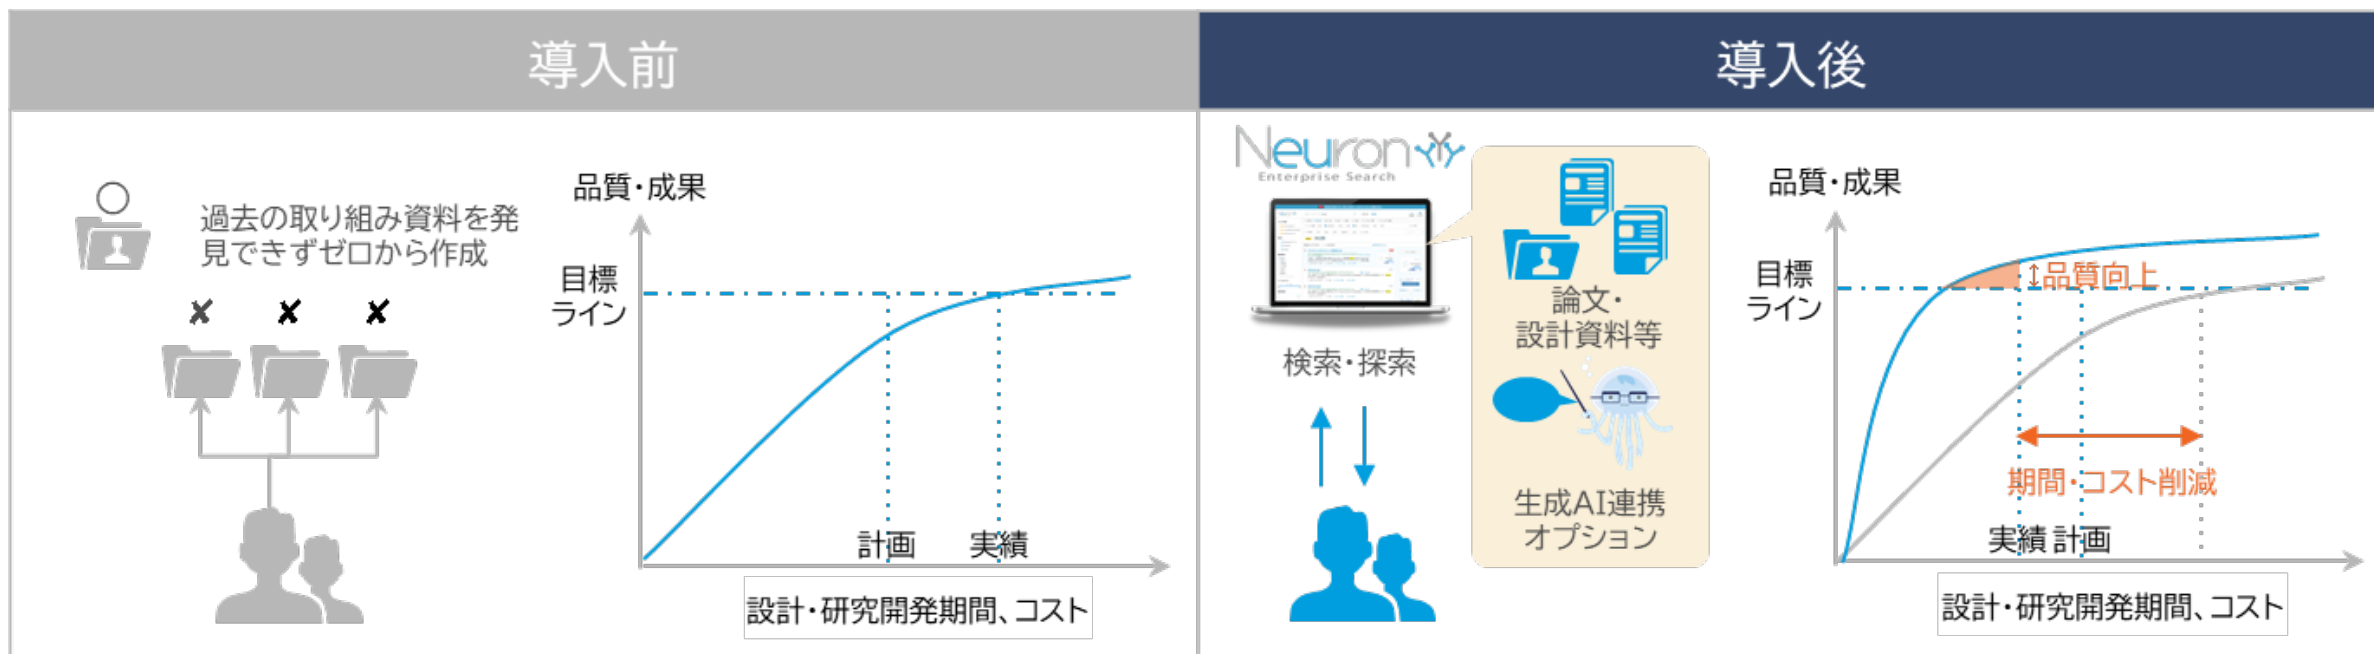 導入前
過去の取り組み資料を発
見できずゼロから作成
品質・成果
目標
ライン
計画
実績
設計・研究開発期間、コスト
導入後
Neuron
Enterprise Search
検索・探索
論文・
設計資料等
生成AI連携
オプション
品質・成果
目標
ライン
品質向上
期間・コスト削減
実績 計画
設計・研究開発期間、コスト